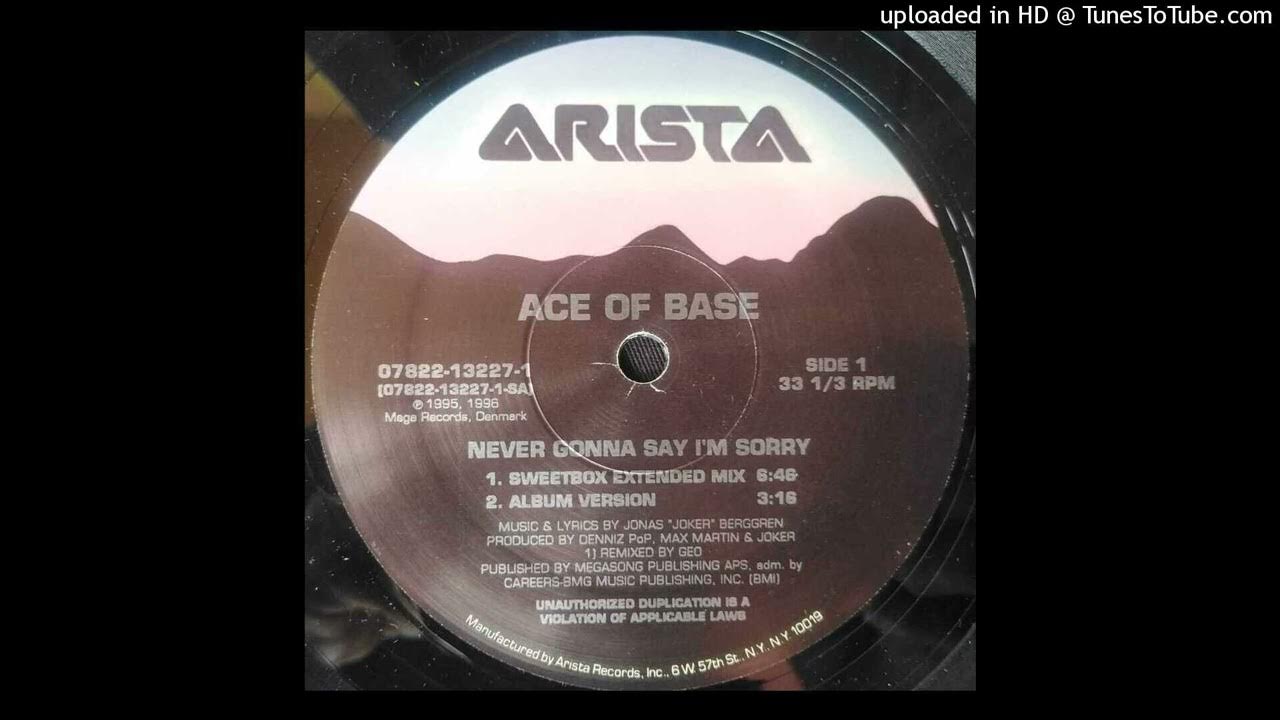 uploaded in HD @ TunesToTube.com
ARISTA
ACE OF BASE
07822-13227-1
(07822-13227-1-SA)
℗ 1995, 1996
Mega Records, Denmark
SIDE 1
33 1/3 RPM
NEVER GONNA SAY I'M SORRY
1. SWEETBOX EXTENDED MIX 6:46
2. ALBUM VERSION 3:16
MUSIC & LYRICS BY JONAS "JOKER" BERGGREN
PRODUCED BY DENNIZ PoP, MAX MARTIN & JOKER
1) REMIXED BY GEO
PUBLISHED BY MEGASONG PUBLISHING APS, adm. by
CAREERS-BMG MUSIC PUBLISHING, INC. (BMI)
UNAUTHORIZED DUPLICATION IS A
VIOLATION OF APPLICABLE LAWS
Manufactured by Arista Records, Inc., 6 W. 57th St., N.Y., N.Y. 10019